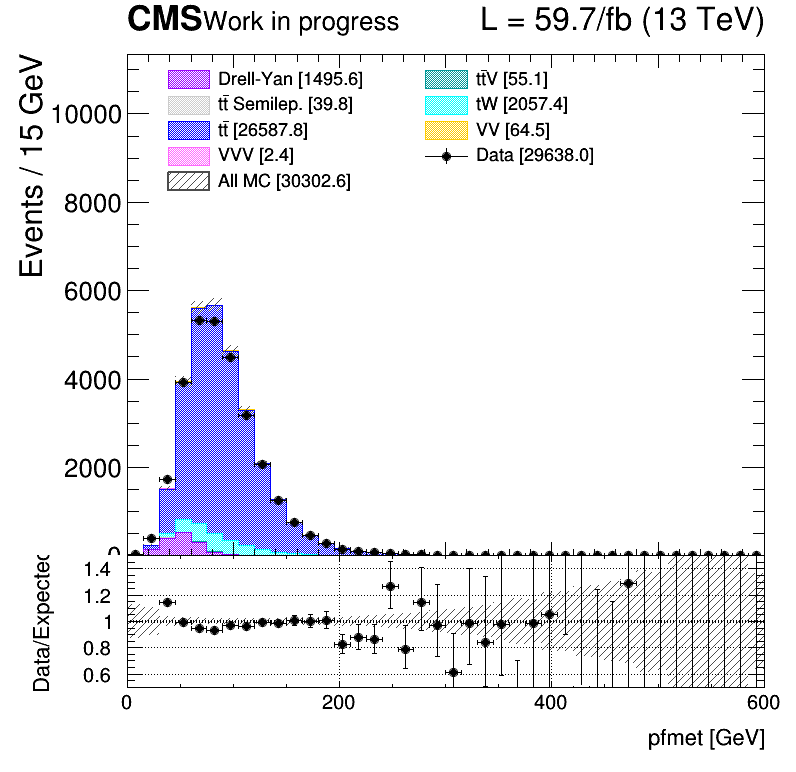 CMS Work in progress L = 59.7/fb (13 TeV)
Events / 15 GeV
Drell-Yan [1495.6]
tt̄ Semilep. [39.8]
tt̄ [26587.8]
VVV [2.4]
All MC [30302.6]
tt̄V [55.1]
tW [2057.4]
VV [64.5]
Data [29638.0]
10000
8000
6000
4000
2000
0
Data/Expected
1.4
1.2
1
0.8
0.6
0 200 400 600
pfmet [GeV]